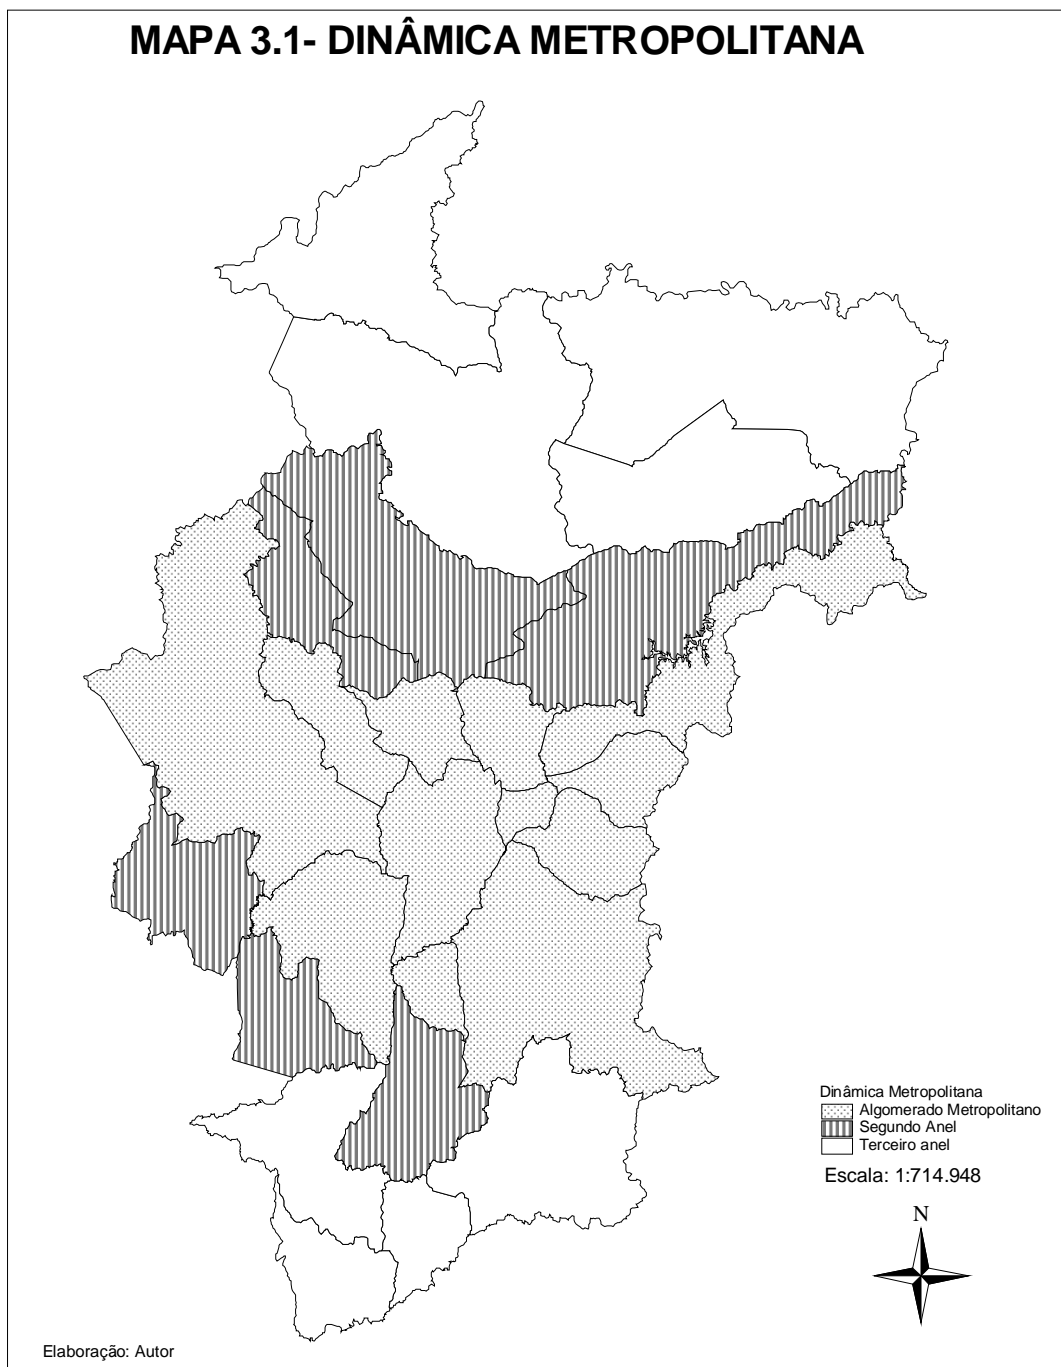 MAPA 3.1- DINÂMICA METROPOLITANA
Dinâmica Metropolitana
Algomerado Metropolitano
Segundo Anel
Terceiro anel
Escala: 1:714.948
N
Elaboração: Autor